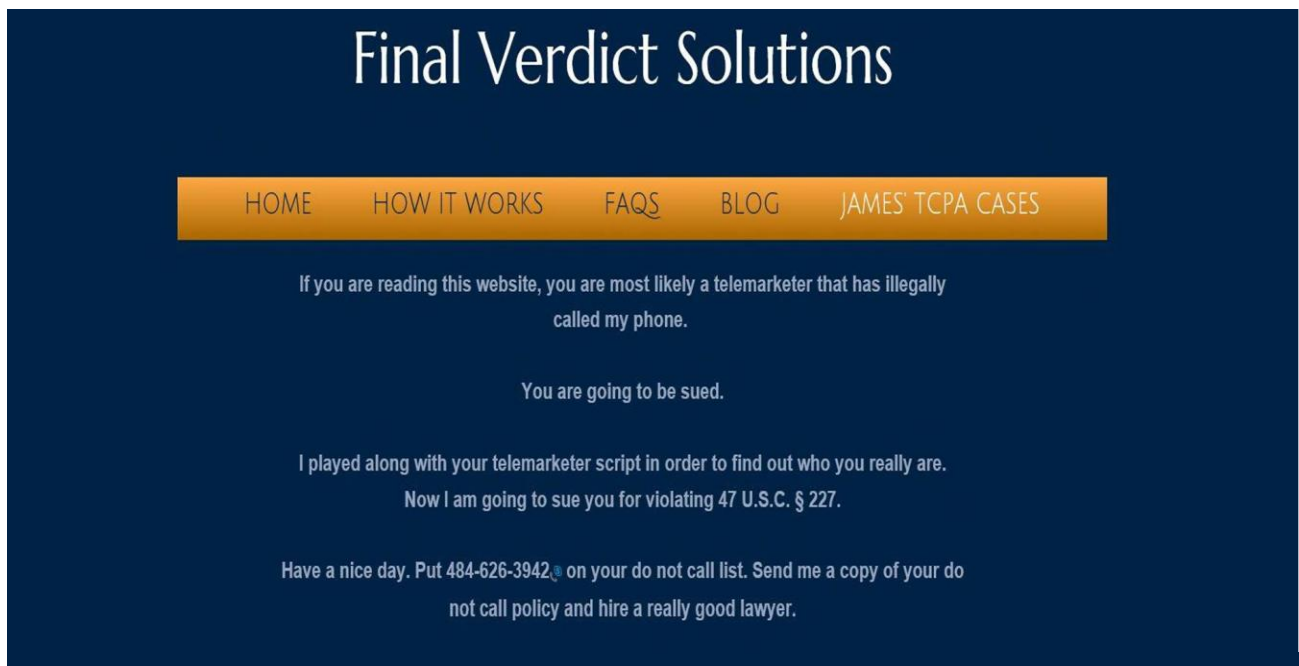 Final Verdict Solutions
HOME HOW IT WORKS FAQS BLOG JAMES' TCPA CASES
If you are reading this website, you are most likely a telemarketer that has illegally
called my phone.
You are going to be sued.
I played along with your telemarketer script in order to find out who you really are.
Now I am going to sue you for violating 47 U.S.C. § 227.
Have a nice day. Put 484-626-3942 on your do not call list. Send me a copy of your do
not call policy and hire a really good lawyer.